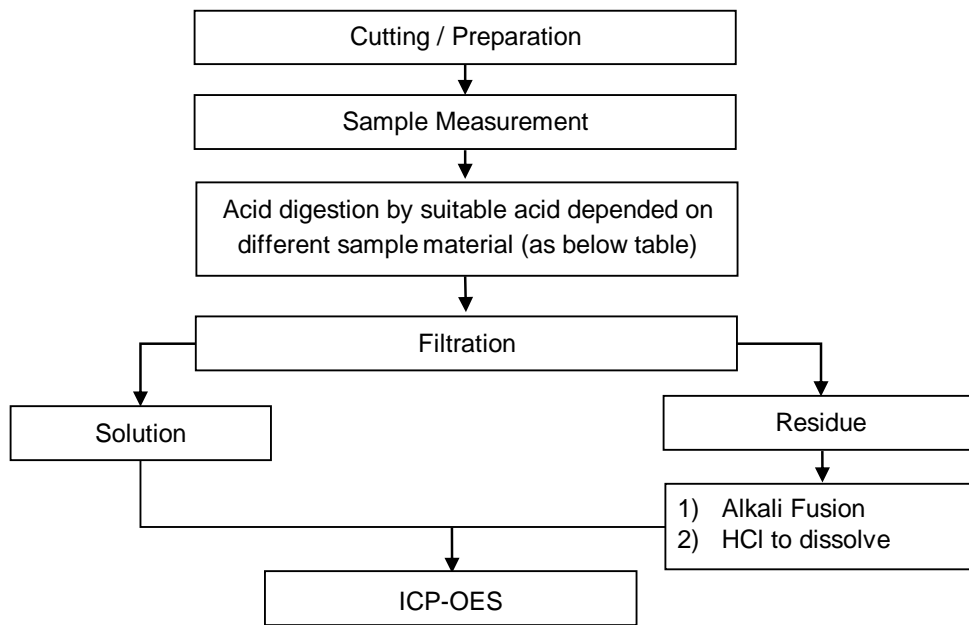 Cutting / Preparation
Sample Measurement
Acid digestion by suitable acid depended on
different sample material (as below table)
Filtration
Solution
Residue
1) Alkali Fusion
2) HCl to dissolve
ICP-OES